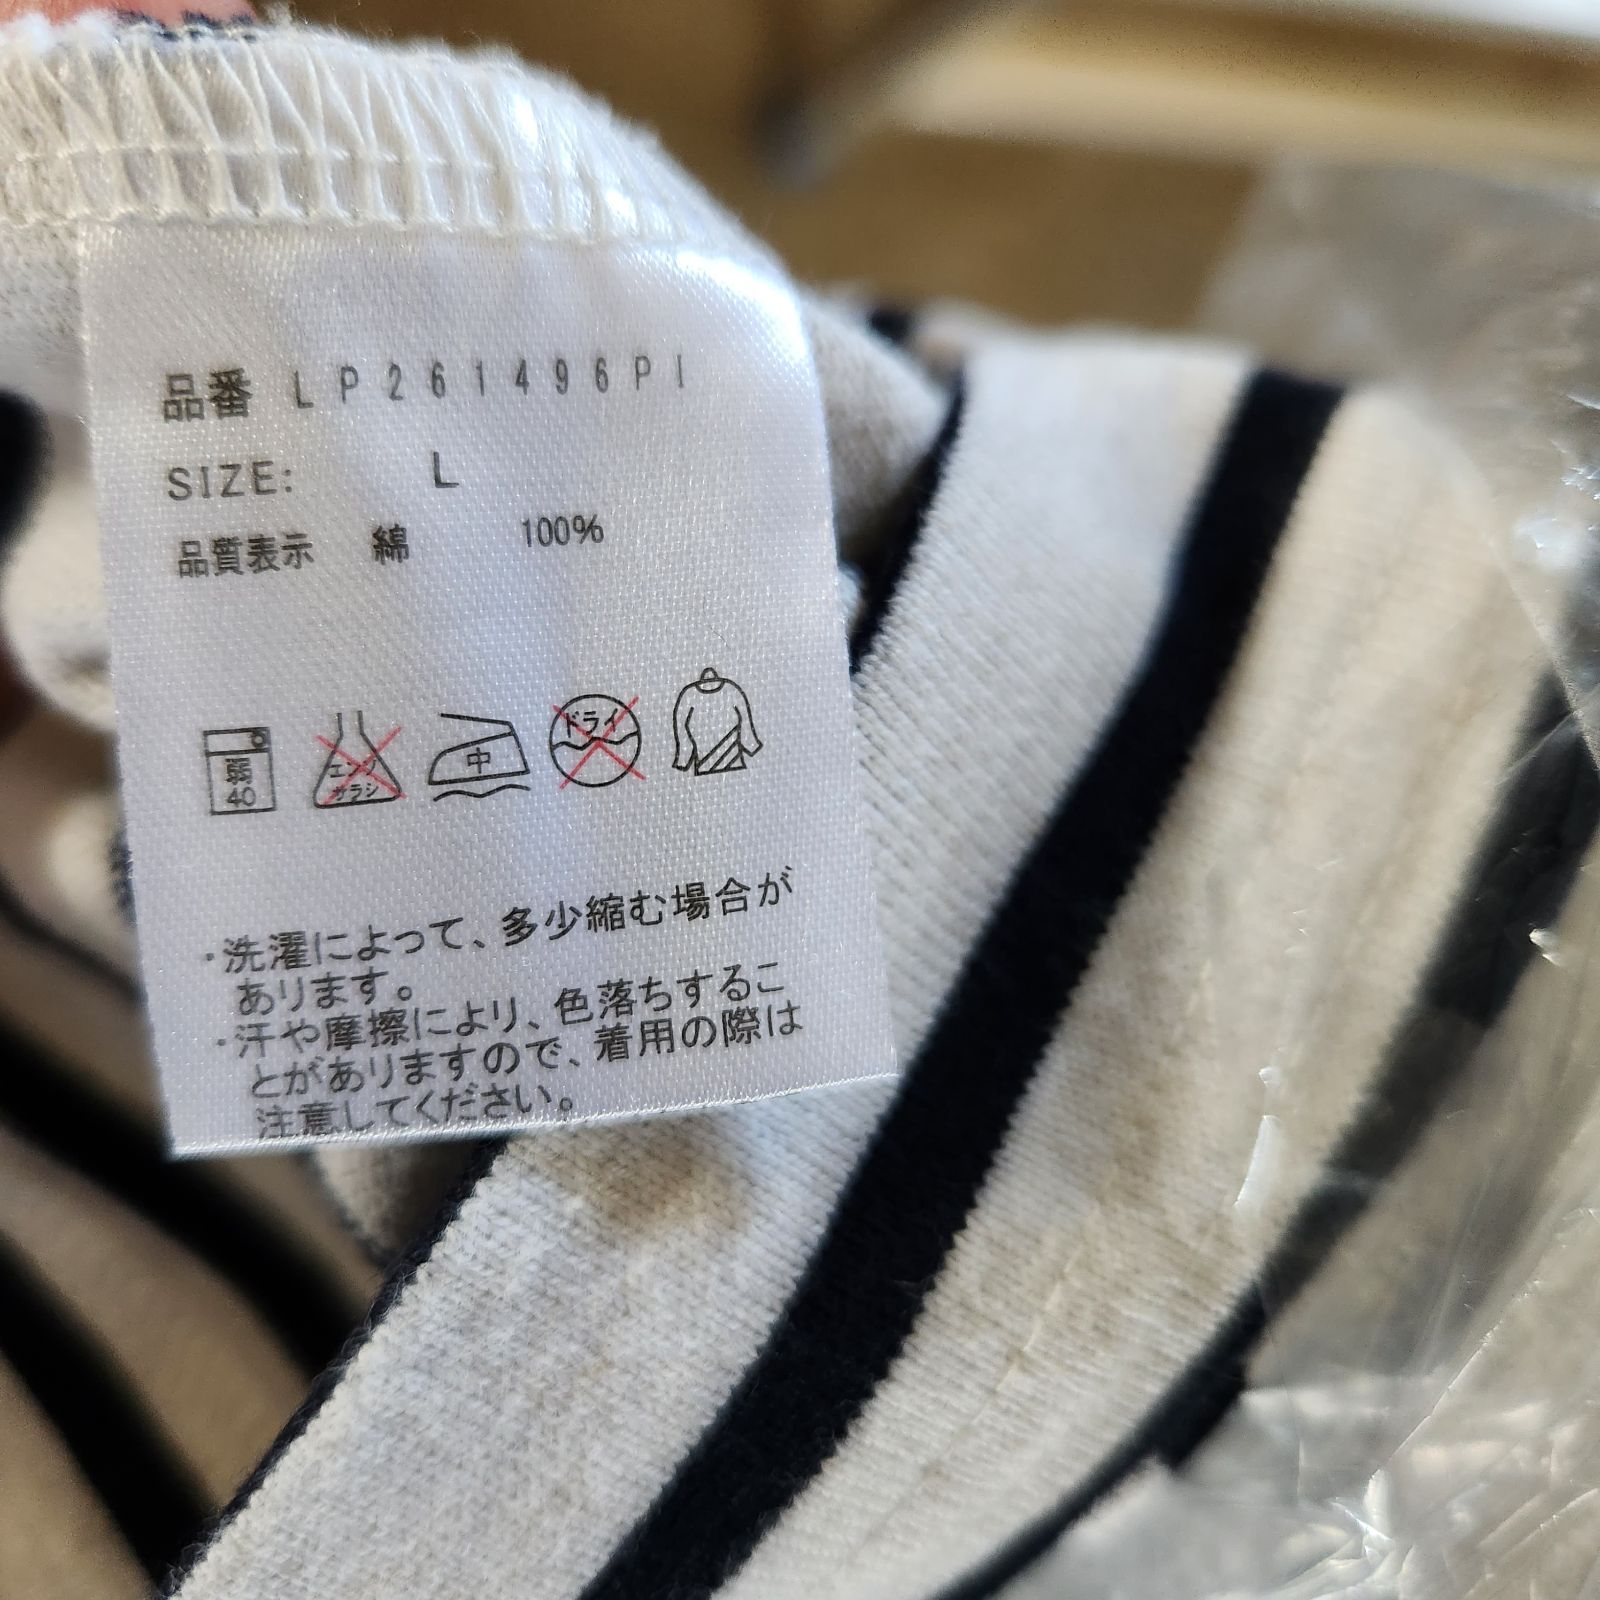 品番 LP261496PI
SIZE: L
品質表示 綿 100%
弱
40
エンソ
サラシ
中
ドライ
・洗濯によって、多少縮む場合が
あります。
・汗や摩擦により、色落ちするこ
とがありますので、着用の際は
注意してください。